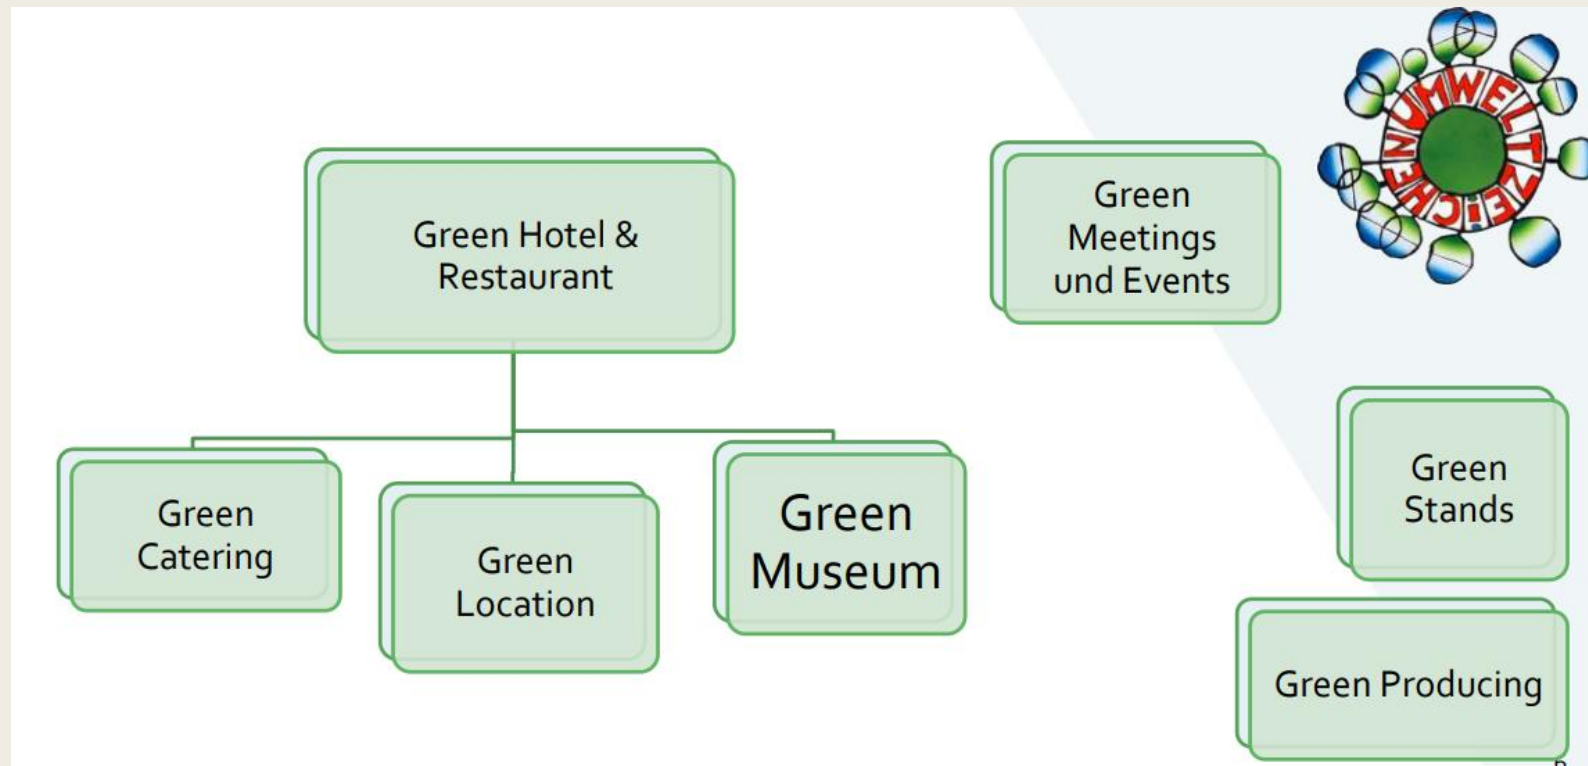 Green Hotel &
Restaurant
Green
Meetings
und Events
UMWELTZEICHEN
Green
Catering
Green
Location
Green
Museum
Green
Stands
Green Producing